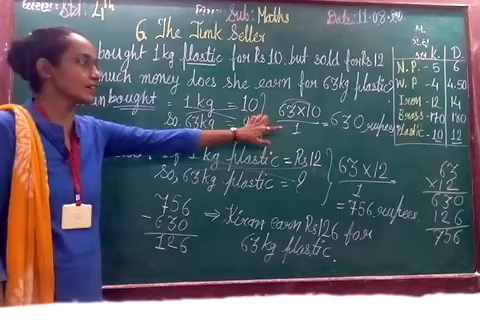 Std: 4th
Sub: Maths
Date: 11-08-20
6. The Junk Seller
bought 1kg plastic for Rs 10. but sold for Rs 12
much money does she earn for 63kg plastic
bought = 1 kg = 10
so, 63kg =
63×10
1
= 630 rupees
1 kg plastic = Rs 12
So, 63kg plastic = ?
63×12
1
= 756 rupees
756
- 630
126
⇒ Kiran earn Rs 126 for
63kg plastic.
K. D.
N.P. - 5 6
W.P - 4 4.50
Iron - 12 14
Brass - 170 180
Plastic - 10 12
63
×12
630
126
756